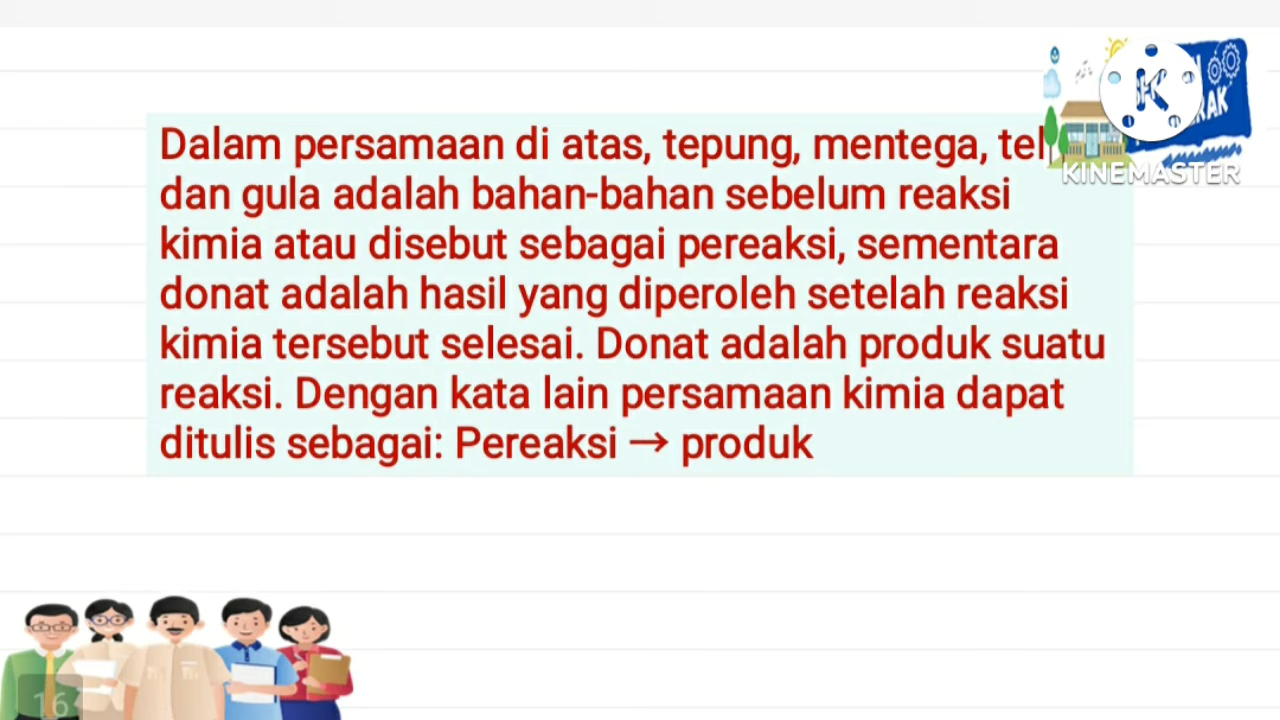 Dalam persamaan di atas, tepung, mentega,
dan gula adalah bahan-bahan sebelum reaksi
kimia atau disebut sebagai pereaksi, sementara
donat adalah hasil yang diperoleh setelah reaksi
kimia tersebut selesai. Donat adalah produk suatu
reaksi. Dengan kata lain persamaan kimia dapat
ditulis sebagai: Pereaksi → produk
K
KINEMASTER
16